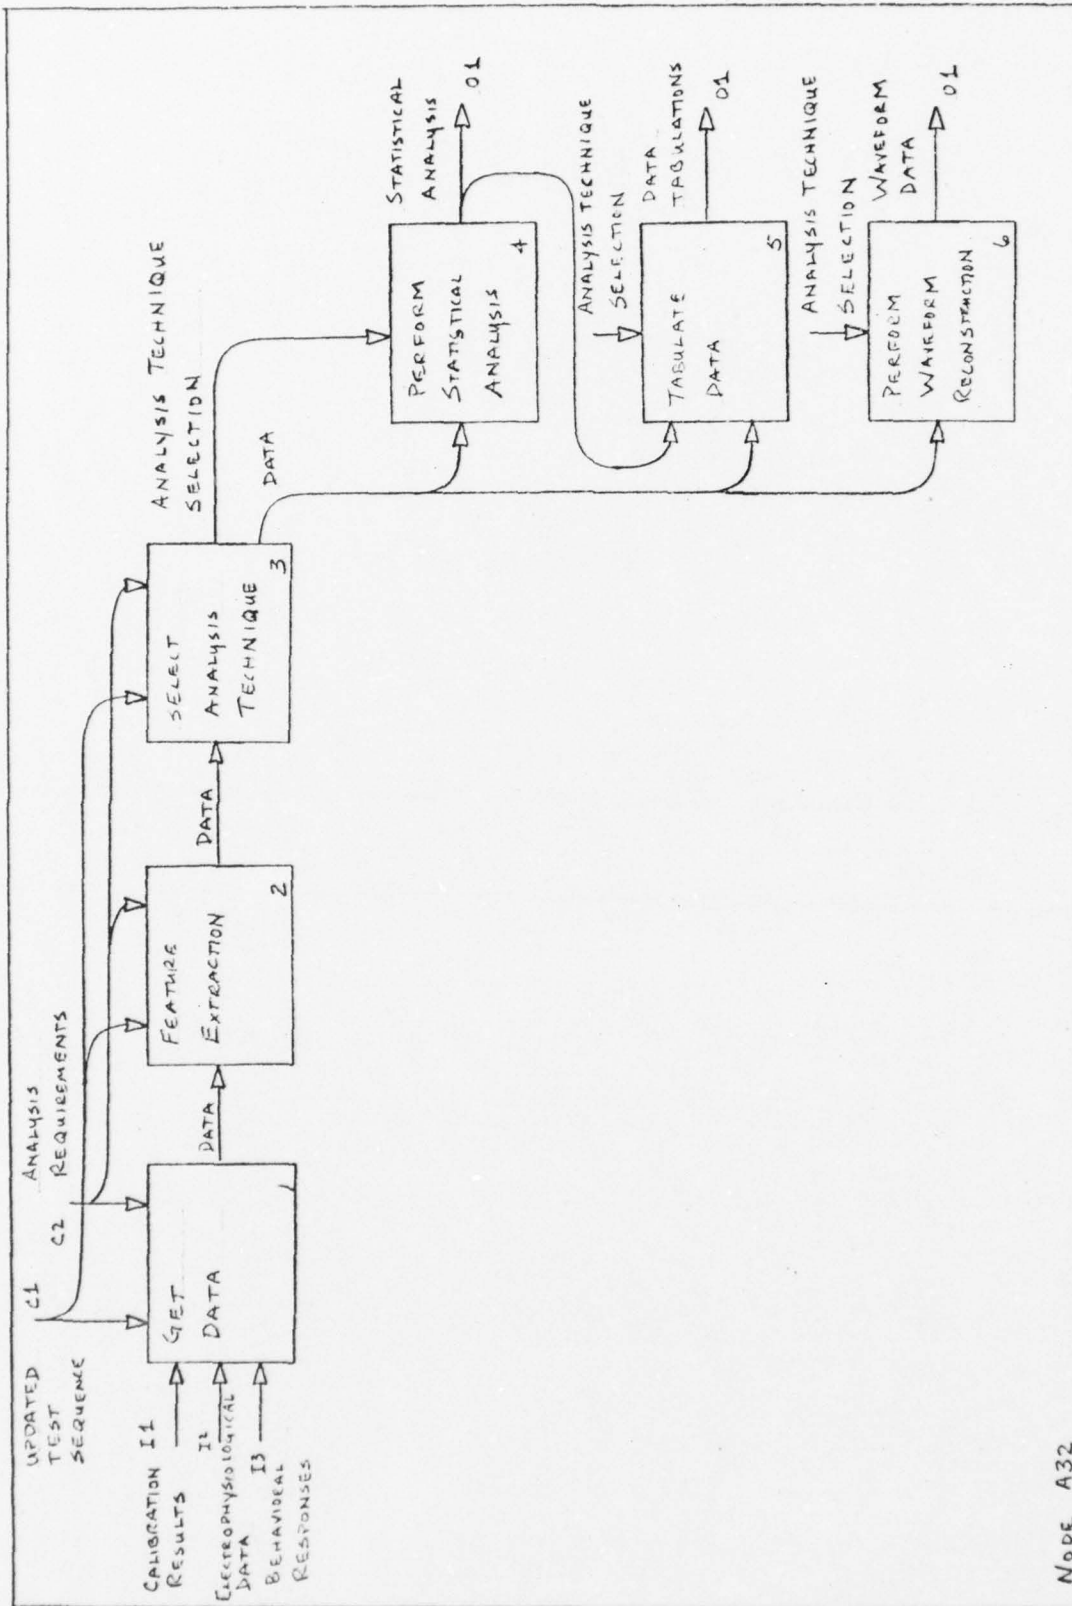 UPDATED
TEST
SEQUENCE
C1
C2
ANALYSIS
REQUIREMENTS
CALIBRATION I1
RESULTS
I2
ELECTROPHYSIOLOGICAL
DATA
I3
BEHAVIORAL
RESPONSES
GET
DATA
1
DATA
FEATURE
EXTRACTION
2
DATA
SELECT
ANALYSIS
TECHNIQUE
3
ANALYSIS TECHNIQUE
SELECTION
DATA
PERFORM
STATISTICAL
ANALYSIS
4
STATISTICAL
ANALYSIS
O1
ANALYSIS TECHNIQUE
SELECTION
TABULATE
DATA
5
DATA
TABULATIONS
O1
ANALYSIS TECHNIQUE
SELECTION
PERFORM
WAVEFORM
RECONSTRUCTION
6
WAVEFORM
DATA
O1
NODE A32